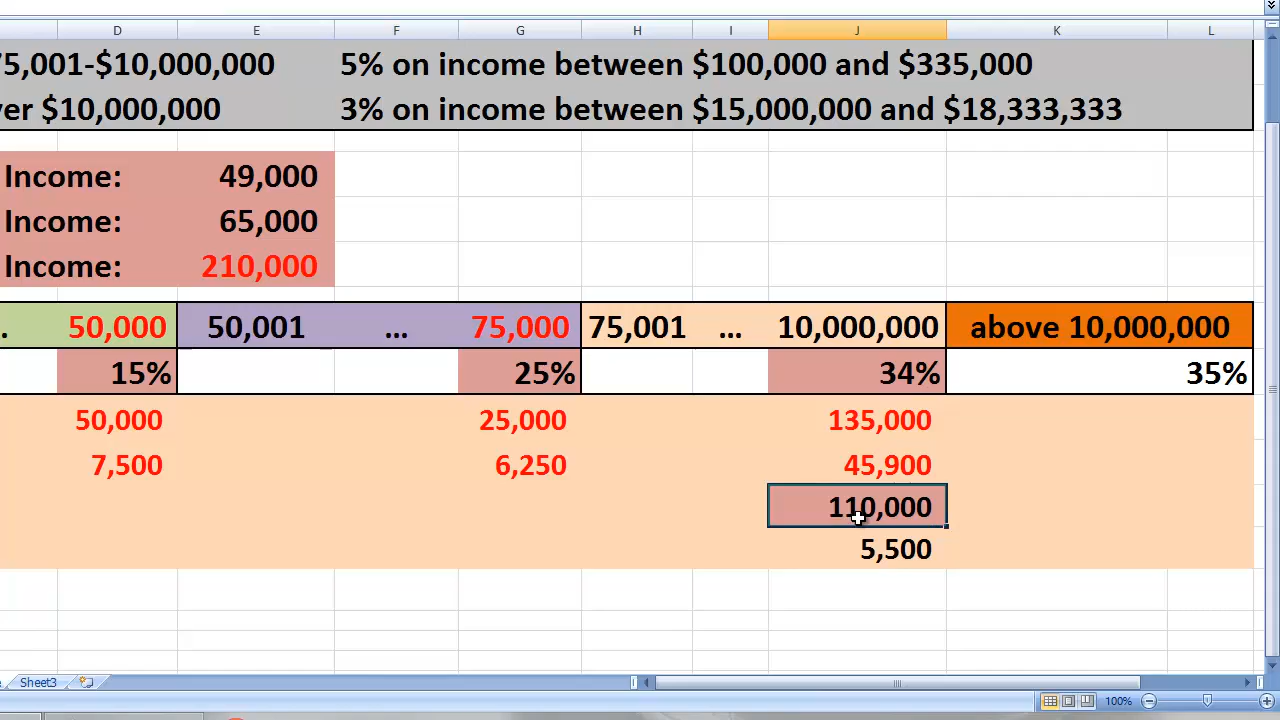 D E F G H I J K L
75,001-$10,000,000 5% on income between $100,000 and $335,000
ver $10,000,000 3% on income between $15,000,000 and $18,333,333
Income: 49,000
Income: 65,000
Income: 210,000
. 50,000 50,001 ... 75,000 75,001 ... 10,000,000 above 10,000,000
15% 25% 34% 35%
50,000 25,000 135,000
7,500 6,250 45,900
110,000
5,500
Sheet3
100%